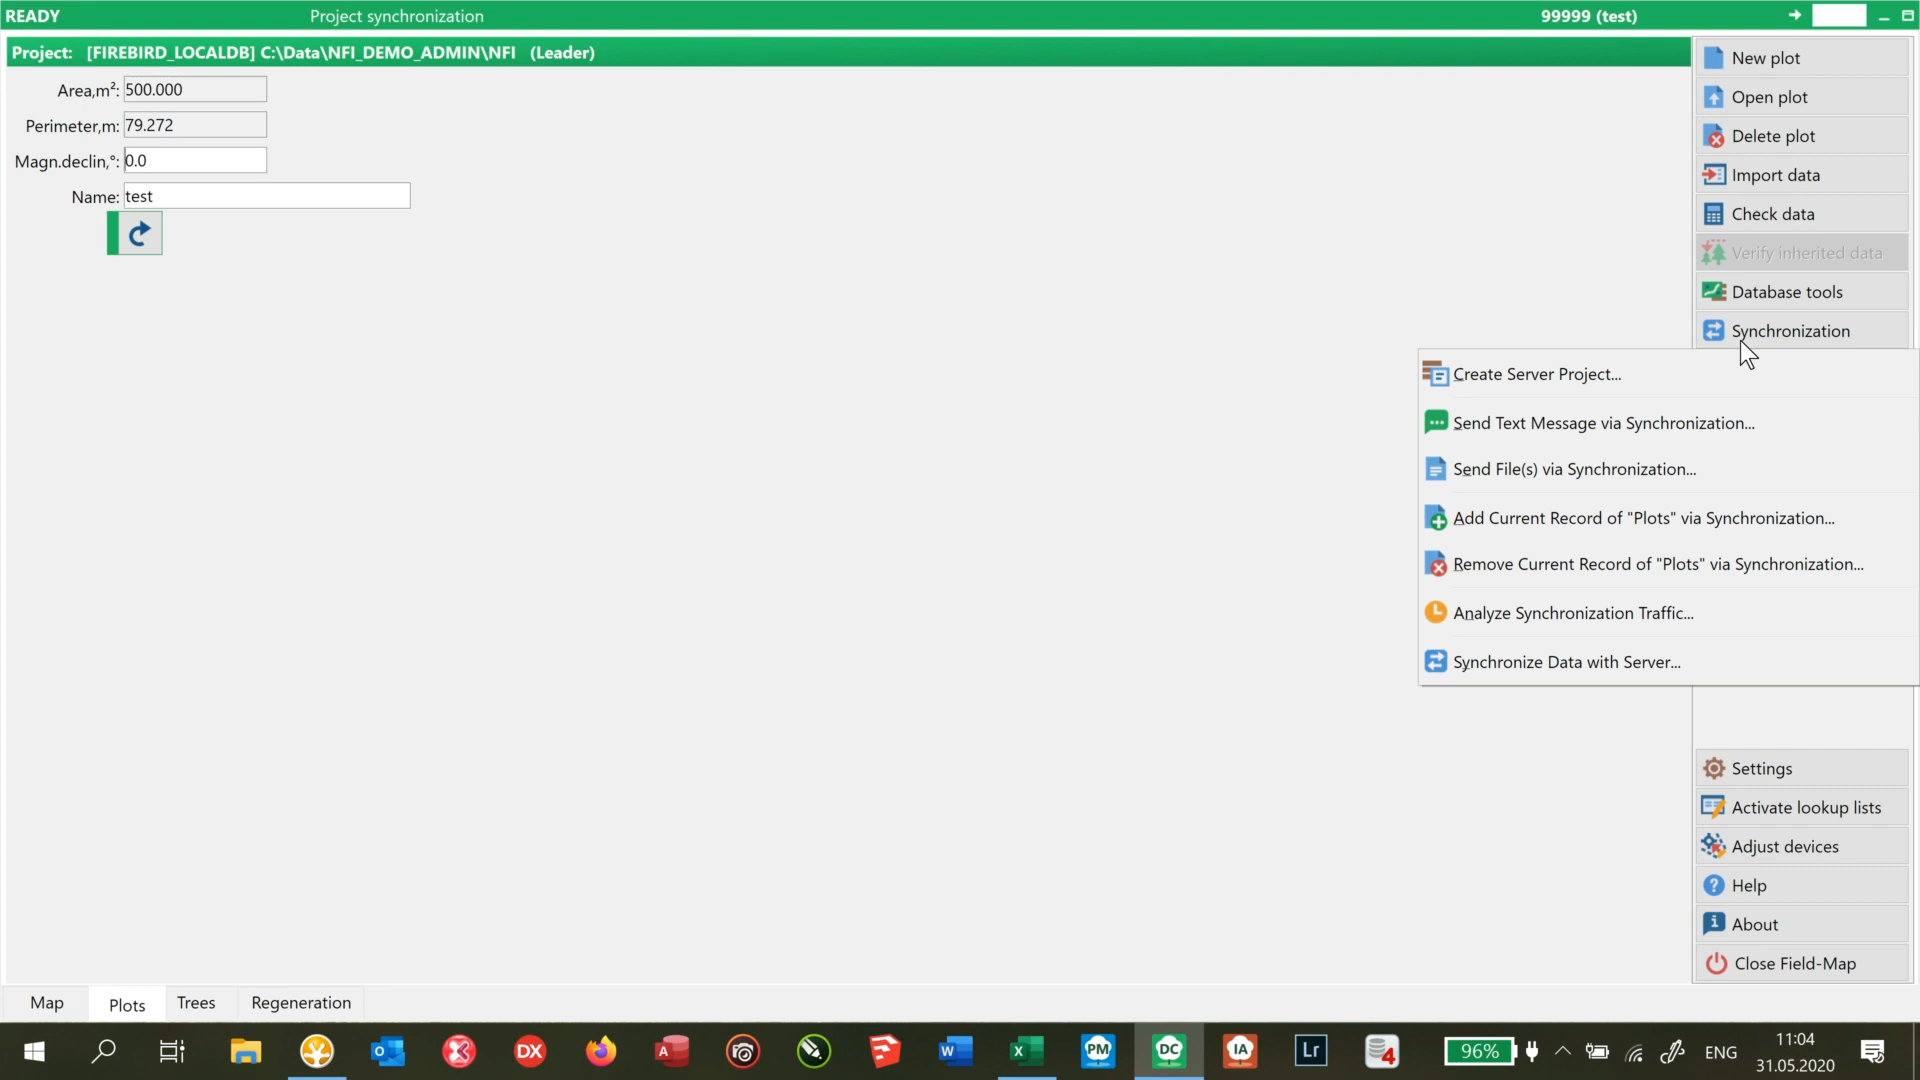 READY Project synchronization 99999 (test)
Project: [FIREBIRD_LOCALDB] C:\Data\NFI_DEMO_ADMIN\NFI (Leader)
Area,m²: 500.000
Perimeter,m: 79.272
Magn.declin,°: 0.0
Name: test
New plot
Open plot
Delete plot
Import data
Check data
Verify inherited data
Database tools
Synchronization
Create Server Project...
Send Text Message via Synchronization...
Send File(s) via Synchronization...
Add Current Record of "Plots" via Synchronization...
Remove Current Record of "Plots" via Synchronization...
Analyze Synchronization Traffic...
Synchronize Data with Server...
Settings
Activate lookup lists
Adjust devices
Help
About
Close Field-Map
Map Plots Trees Regeneration
DX A W X PM DC IA Lr 4 96% ENG 11:04
31.05.2020